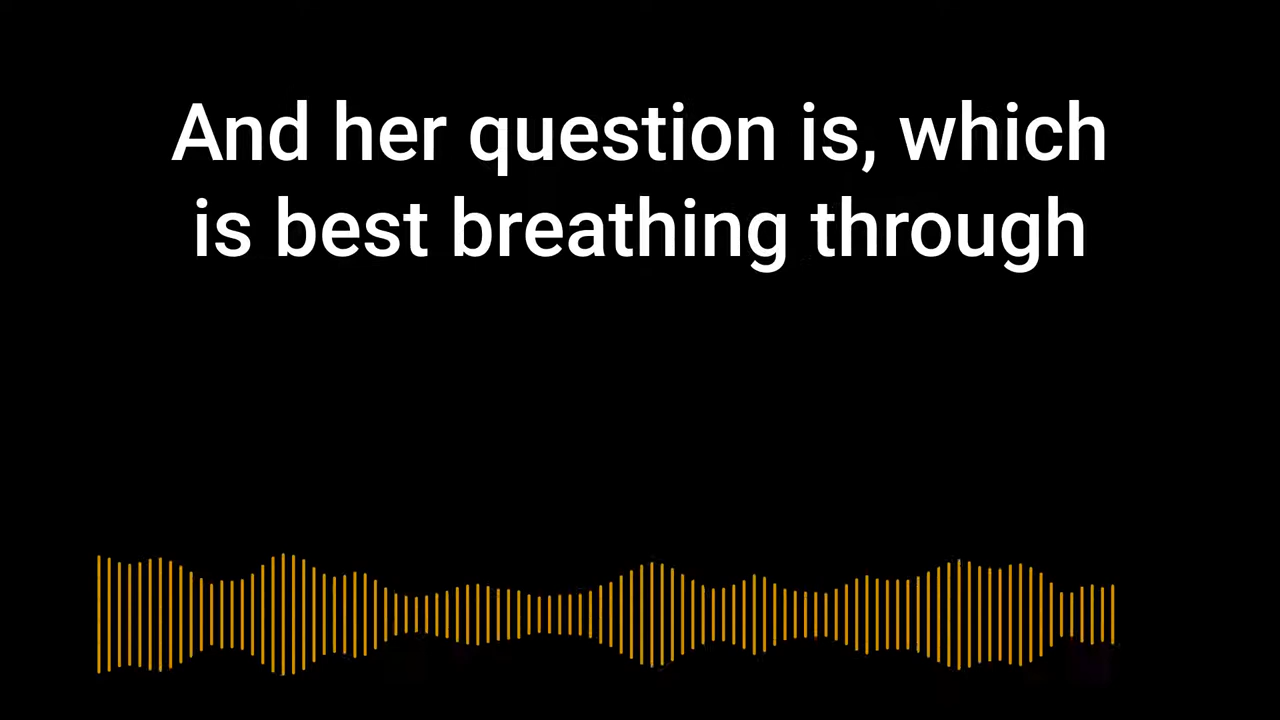 And her question is, which
is best breathing through